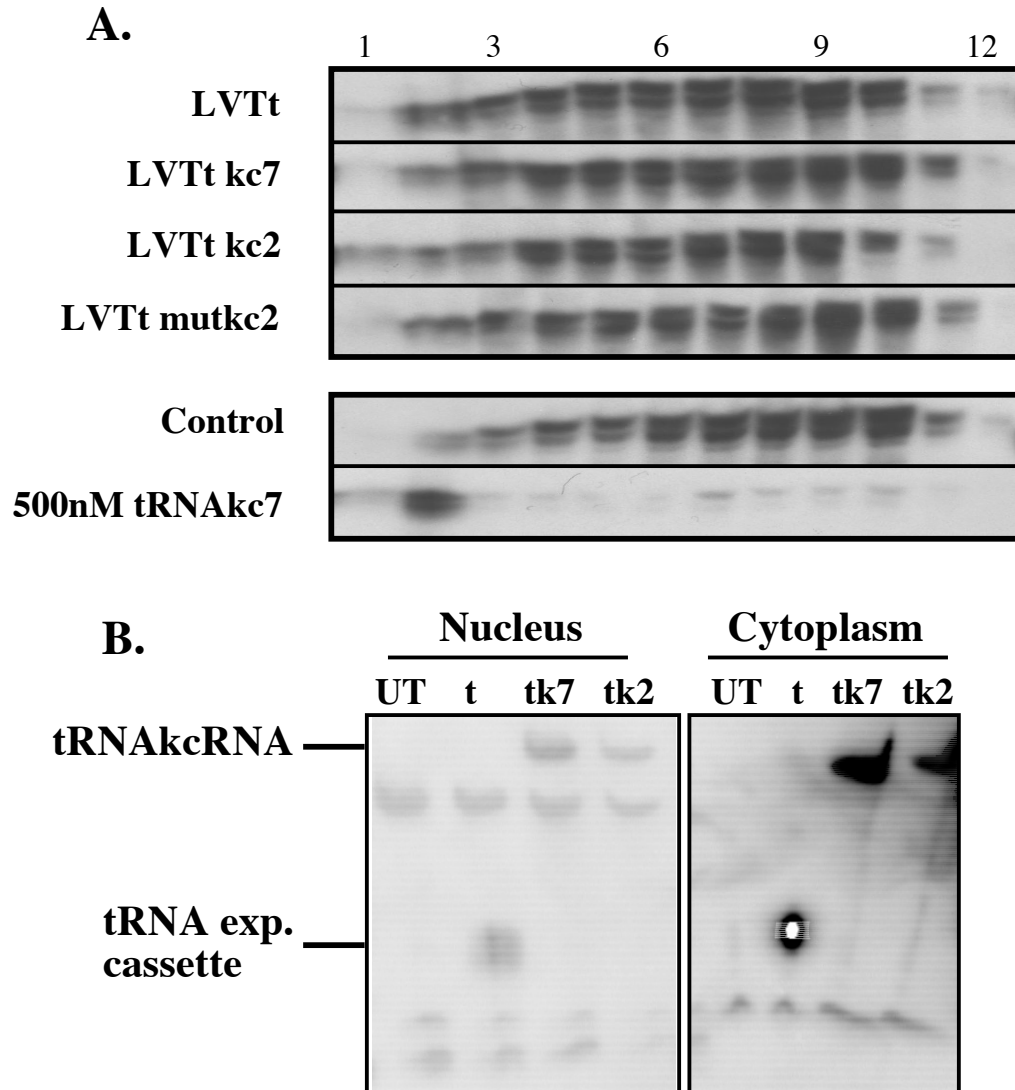 A.
1 3 6 9 12
LVTt
LVTt kc7
LVTt kc2
LVTt mutkc2
Control
500nM tRNAkc7
B.
Nucleus Cytoplasm
UT t tk7 tk2 UT t tk7 tk2
tRNAkcRNA
tRNA exp.
cassette